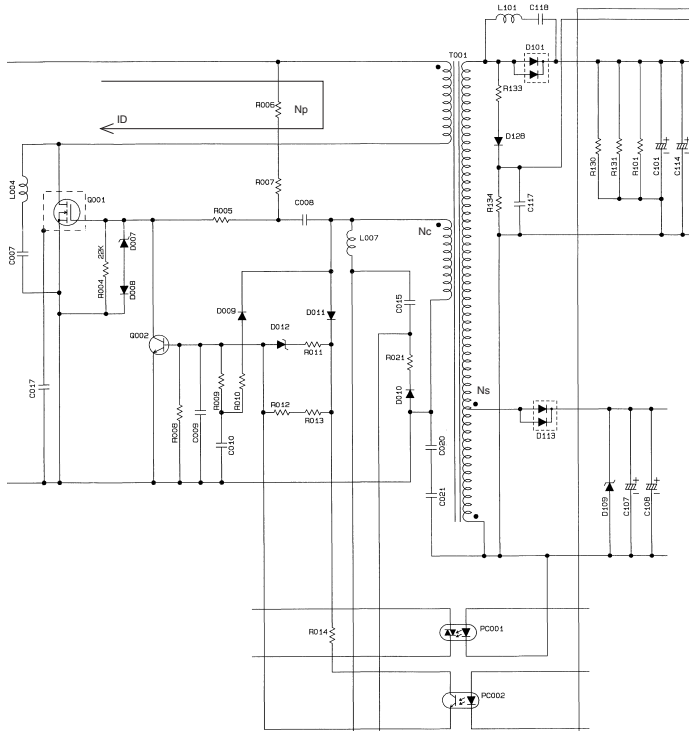 L101
C118
D101
T001
R006
Np
ID
R133
D128
R134
C117
R130
R131
R101
C101
C114
L004
Q001
R007
R005
C008
22K
R004
D007
D008
C007
L007
Nc
C017
Q002
D009
D011
D012
R011
C015
R021
D010
R008
C009
R009
R010
R012
R013
C010
C020
C021
Ns
D113
D109
C107
C108
R014
PC001
PC002